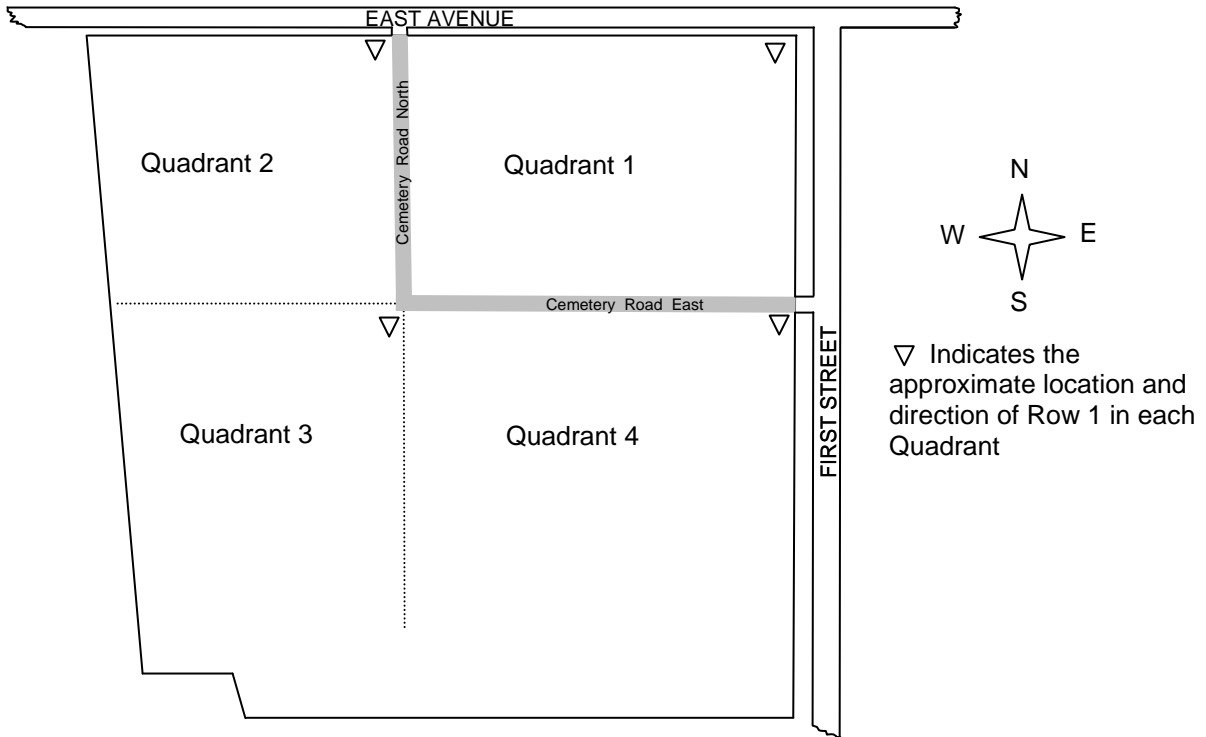 EAST AVENUE
Cemetery Road North
Quadrant 2
Quadrant 1
N
W
E
S
Cemetery Road East
▽ Indicates the
approximate location and
direction of Row 1 in each
Quadrant
FIRST STREET
Quadrant 3
Quadrant 4